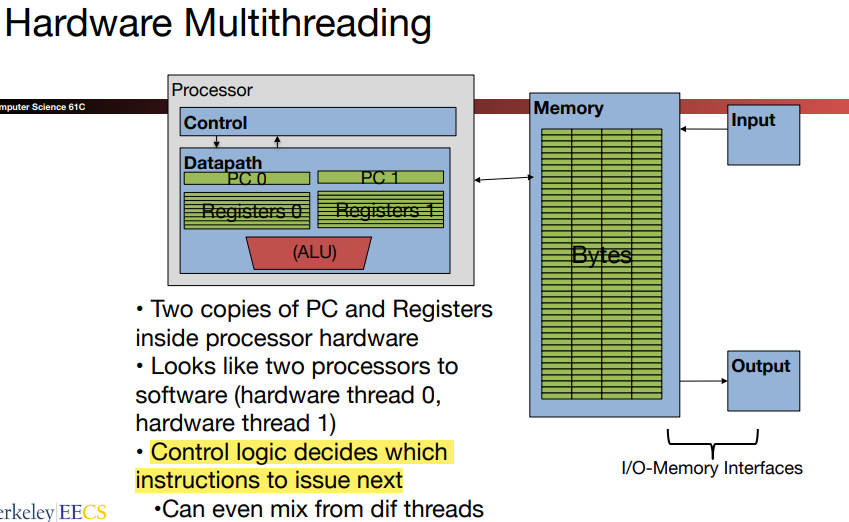 Hardware Multithreading
mputer Science 61C
Processor
Control
Datapath
PC 0
PC 1
Registers 0
Registers 1
(ALU)
Memory
Bytes
Input
Output
I/O-Memory Interfaces
• Two copies of PC and Registers
inside processor hardware
• Looks like two processors to
software (hardware thread 0,
hardware thread 1)
• Control logic decides which
instructions to issue next
•Can even mix from dif threads
erkeley|EECS